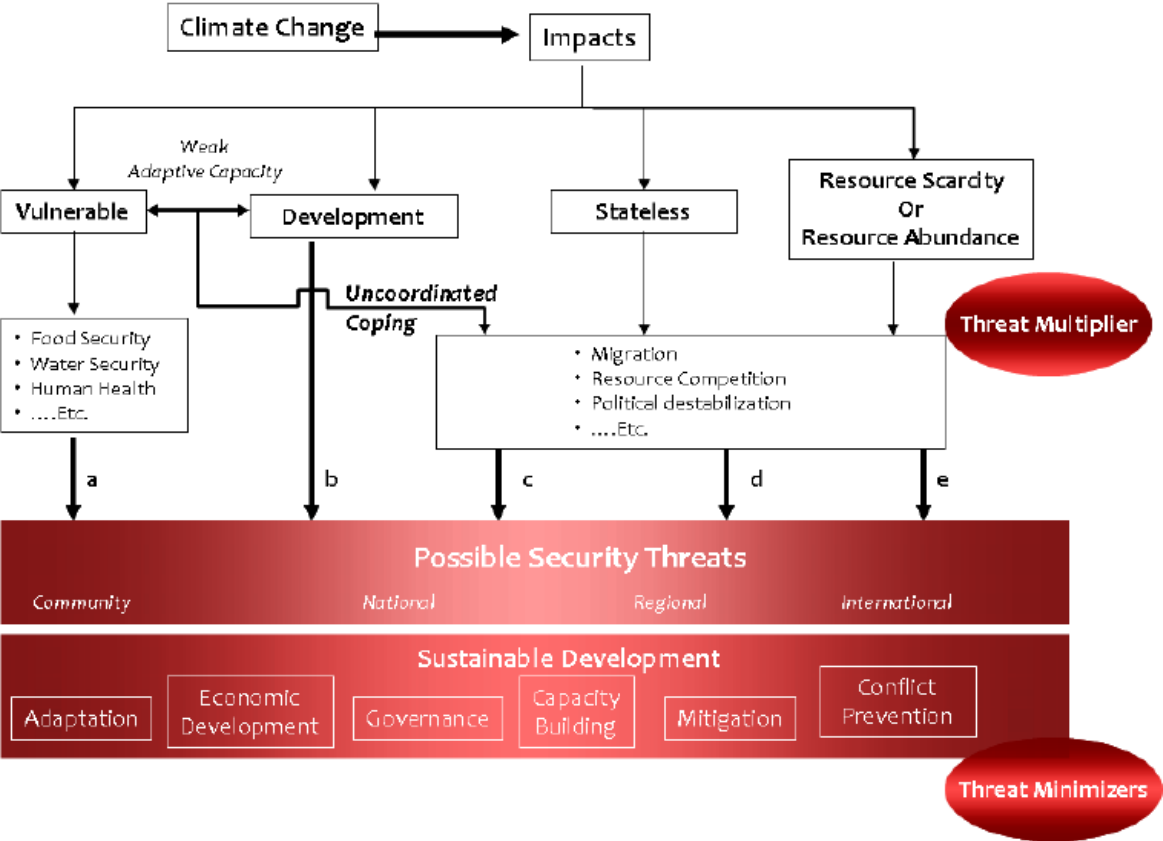 Climate Change
Impacts
Weak
Adaptive Capacity
Vulnerable
Development
Stateless
Resource Scarcity
Or
Resource Abundance
Uncoordinated
Coping
Threat Multiplier
• Food Security
• Water Security
• Human Health
• ....Etc.
• Migration
• Resource Competition
• Political destabilization
• ....Etc.
a
b
c
d
e
Possible Security Threats
Community
National
Regional
International
Sustainable Development
Adaptation
Economic
Development
Governance
Capacity
Building
Mitigation
Conflict
Prevention
Threat Minimizers